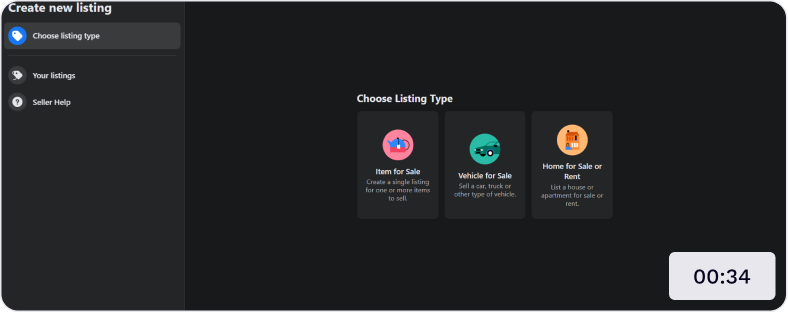 Create new listing
Choose listing type
Your listings
Seller Help
Choose Listing Type
Item for Sale
Create a single listing
for one or more items
to sell.
Vehicle for Sale
Sell a car, truck or
other type of vehicle.
Home for Sale or
Rent
List a house or
apartment for sale or
rent.
00:34